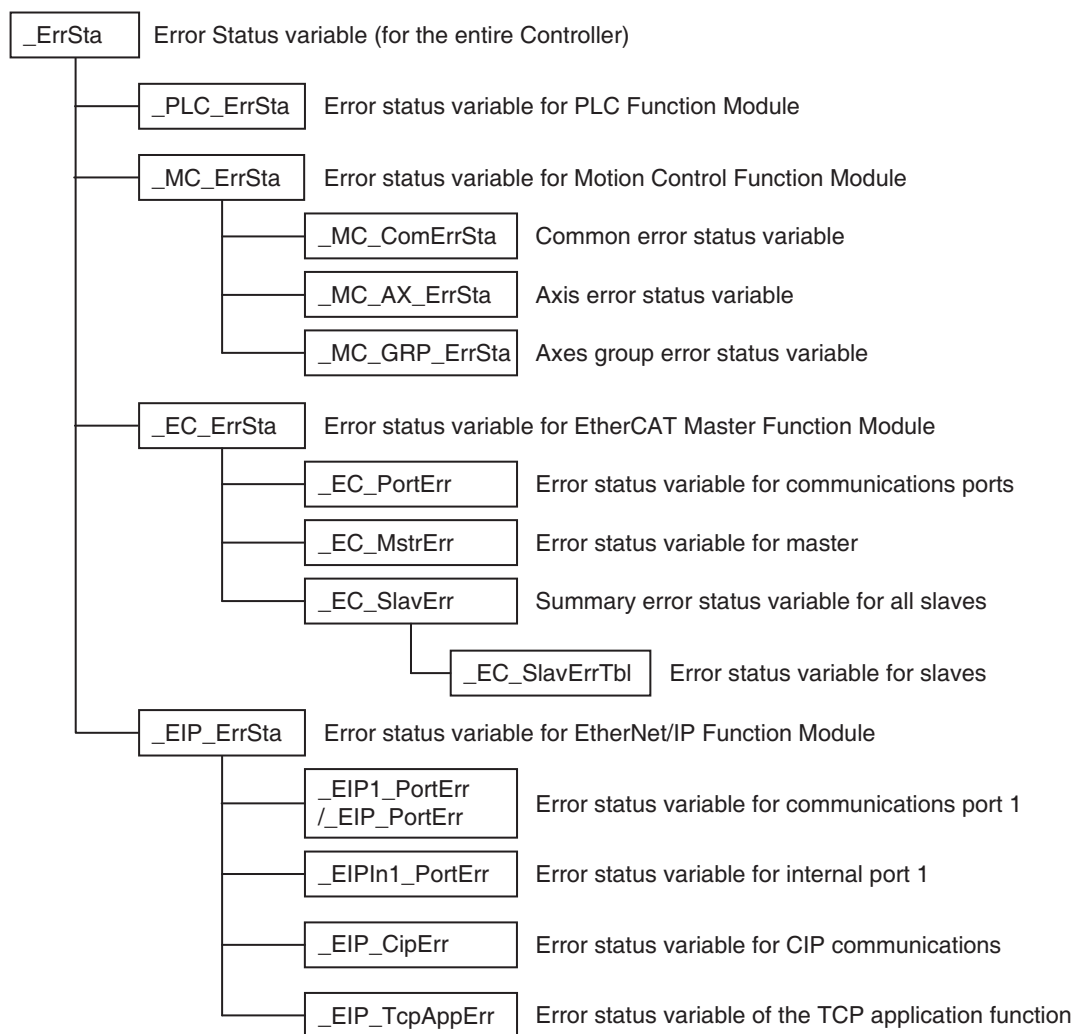 _ErrSta Error Status variable (for the entire Controller)
_PLC_ErrSta Error status variable for PLC Function Module
_MC_ErrSta Error status variable for Motion Control Function Module
_MC_ComErrSta Common error status variable
_MC_AX_ErrSta Axis error status variable
_MC_GRP_ErrSta Axes group error status variable
_EC_ErrSta Error status variable for EtherCAT Master Function Module
_EC_PortErr Error status variable for communications ports
_EC_MstrErr Error status variable for master
_EC_SlavErr Summary error status variable for all slaves
_EC_SlavErrTbl Error status variable for slaves
_EIP_ErrSta Error status variable for EtherNet/IP Function Module
_EIP1_PortErr
/_EIP_PortErr Error status variable for communications port 1
_EIPIn1_PortErr Error status variable for internal port 1
_EIP_CipErr Error status variable for CIP communications
_EIP_TcpAppErr Error status variable of the TCP application function